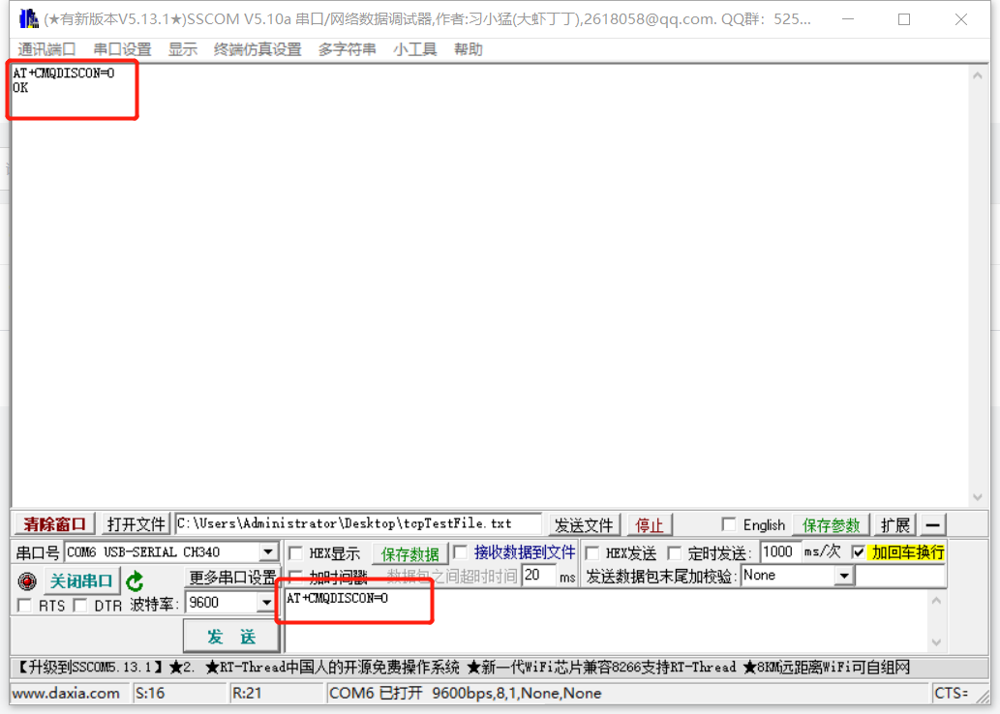 (★有新版本V5.13.1★)SSCOM V5.10a 串口/网络数据调试器,作者:习小猛(大虾丁丁),2618058@qq.com. QQ群: 525...
通讯端口 串口设置 显示 终端仿真设置 多字符串 小工具 帮助
AT+CMQDISCON=0
OK
清除窗口 打开文件 C:\Users\Administrator\Desktop\tcpTestFile.txt 发送文件 停止 English 保存参数 扩展 —
串口号 COM6 USB-SERIAL CH340 HEX显示 保存数据 接收数据到文件 HEX发送 定时发送: 1000 ms/次 加回车换行
关闭串口 更多串口设置 加时间戳 数据包之间超时时间 20 ms 发送数据包末尾加校验: None
RTS DTR 波特率: 9600 AT+CMQDISCON=0
发 送
【升级到SSCOM5.13.1】★2. ★RT-Thread中国人的开源免费操作系统 ★新一代WiFi芯片兼容8266支持RT-Thread ★8KM远距离WiFi可自组网
www.daxia.com S:16 R:21 COM6 已打开 9600bps,8,1,None,None CTS=